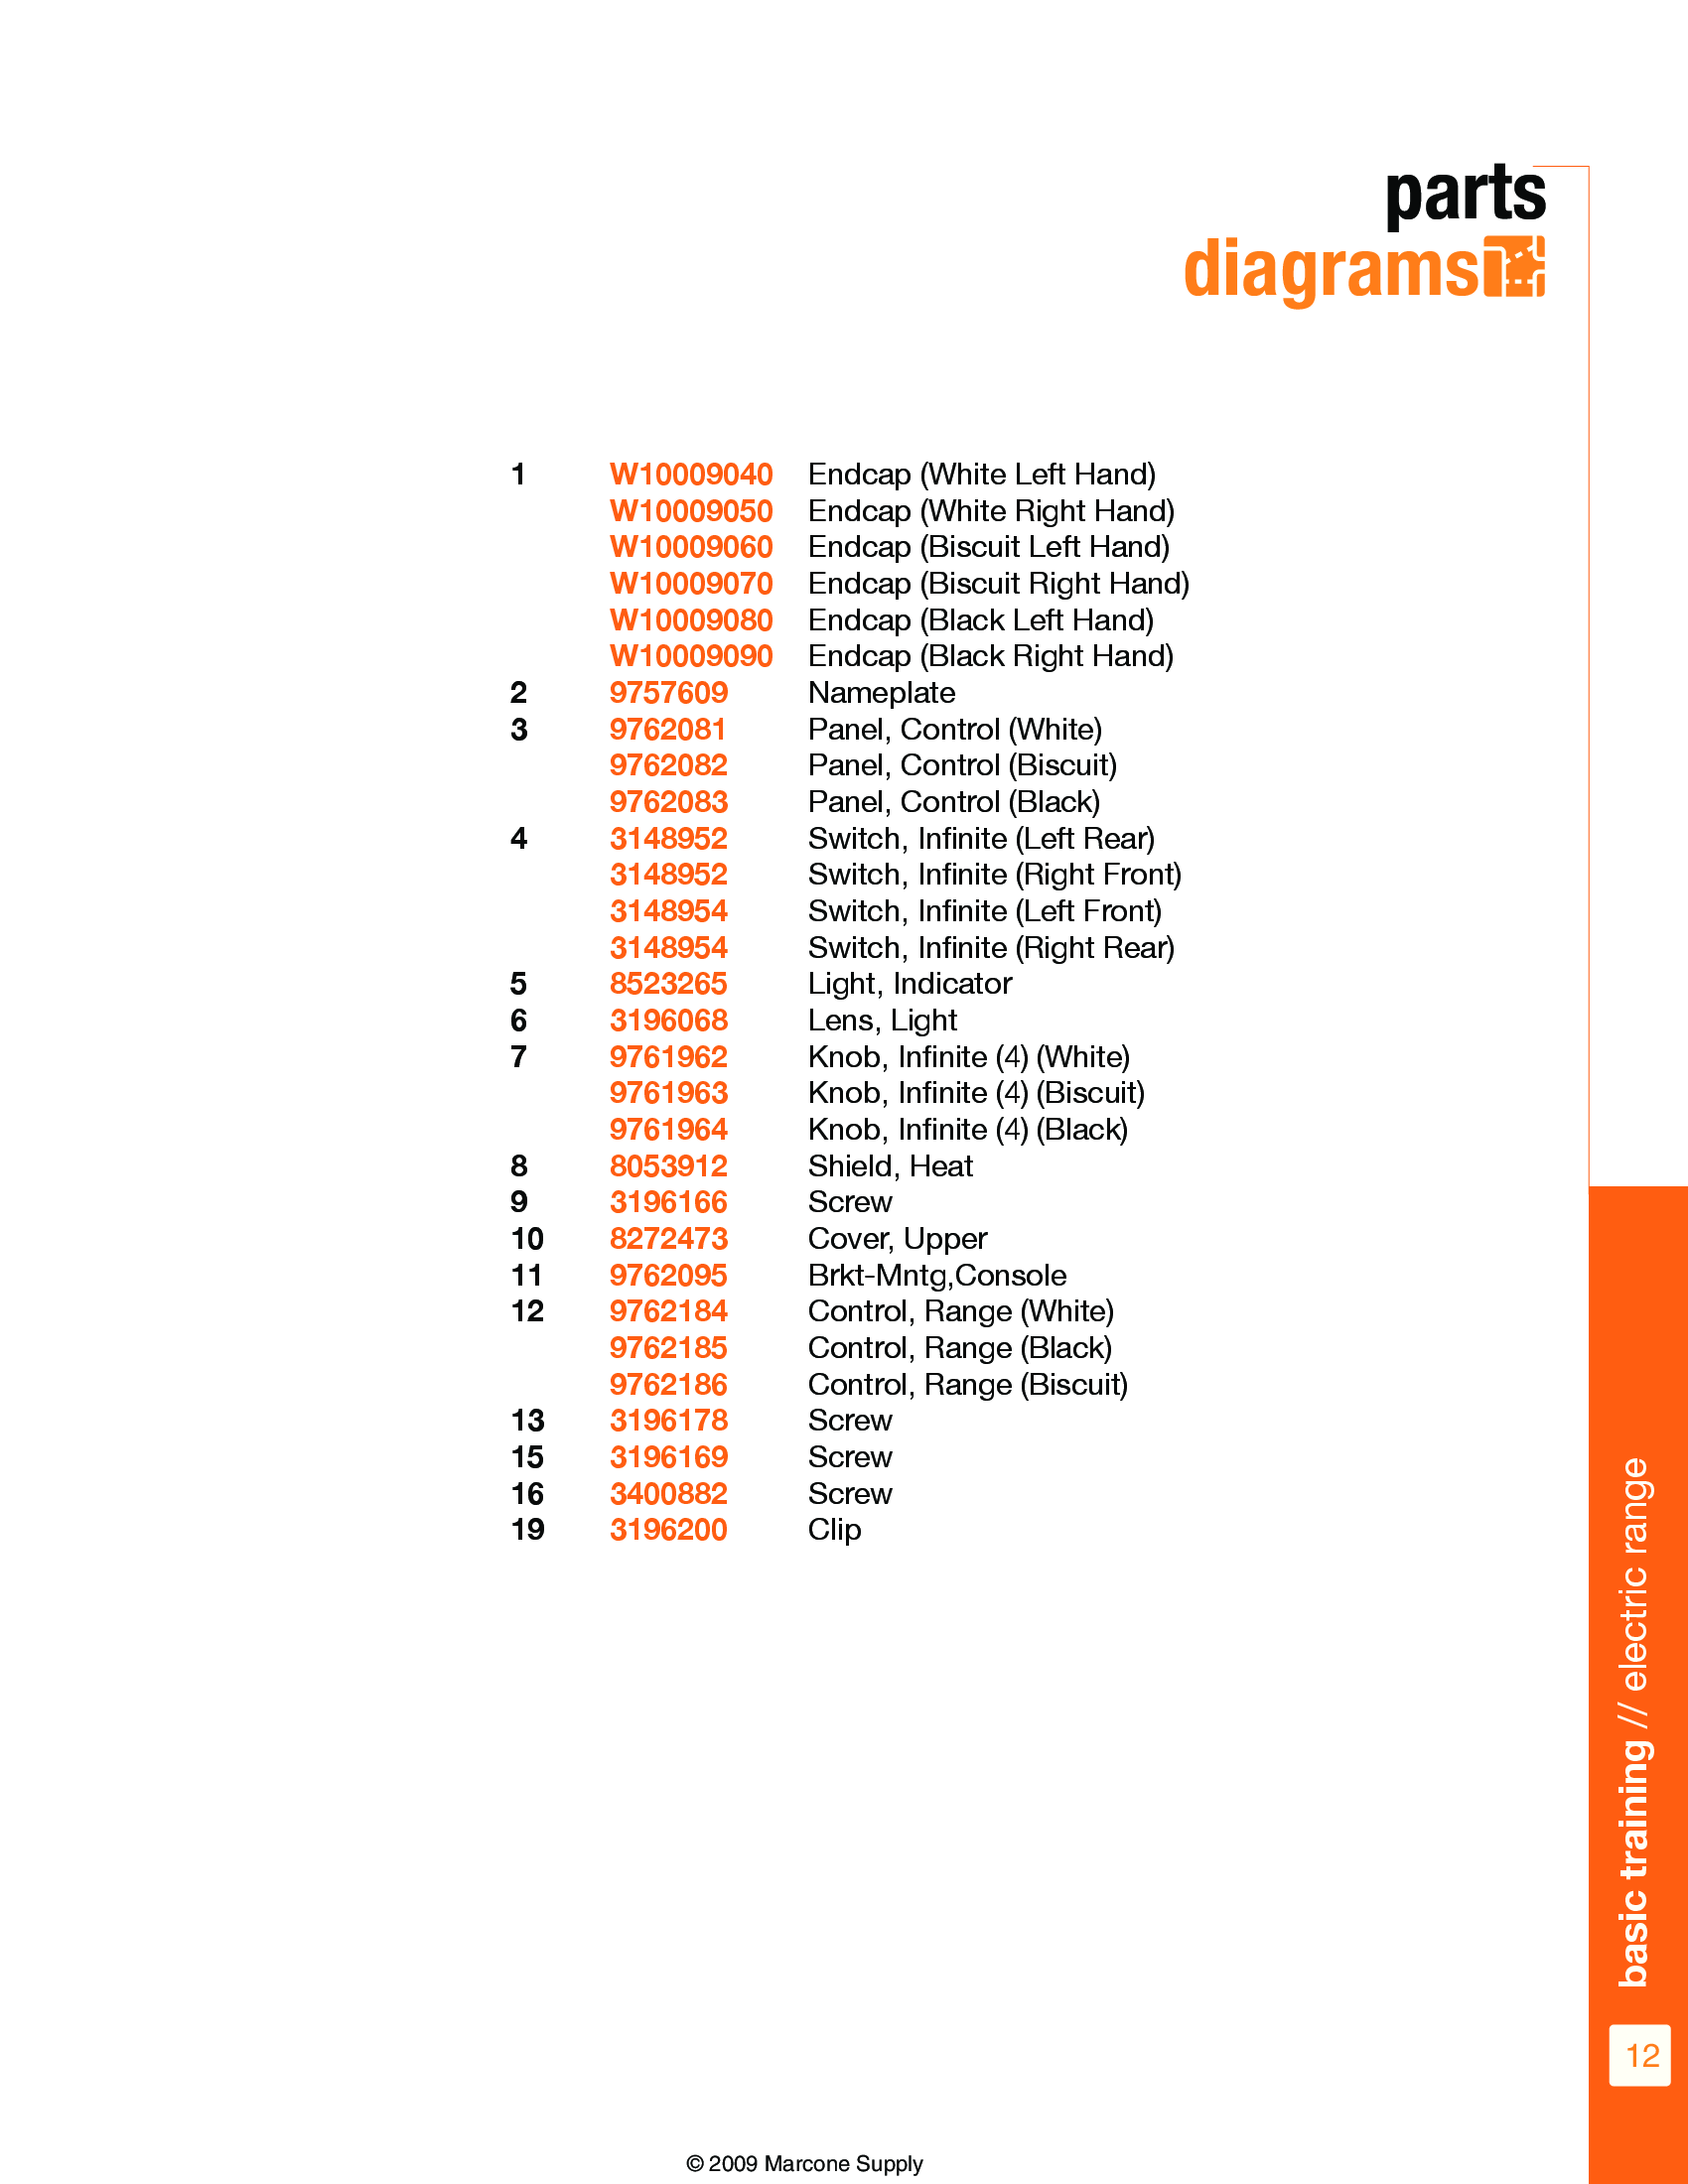 parts
diagrams
1 W10009040 Endcap (White Left Hand)
W10009050 Endcap (White Right Hand)
W10009060 Endcap (Biscuit Left Hand)
W10009070 Endcap (Biscuit Right Hand)
W10009080 Endcap (Black Left Hand)
W10009090 Endcap (Black Right Hand)
2 9757609 Nameplate
3 9762081 Panel, Control (White)
9762082 Panel, Control (Biscuit)
9762083 Panel, Control (Black)
4 3148952 Switch, Infinite (Left Rear)
3148952 Switch, Infinite (Right Front)
3148954 Switch, Infinite (Left Front)
3148954 Switch, Infinite (Right Rear)
5 8523265 Light, Indicator
6 3196068 Lens, Light
7 9761962 Knob, Infinite (4) (White)
9761963 Knob, Infinite (4) (Biscuit)
9761964 Knob, Infinite (4) (Black)
8 8053912 Shield, Heat
9 3196166 Screw
10 8272473 Cover, Upper
11 9762095 Brkt-Mntg,Console
12 9762184 Control, Range (White)
9762185 Control, Range (Black)
9762186 Control, Range (Biscuit)
13 3196178 Screw
15 3196169 Screw
16 3400882 Screw
19 3196200 Clip
basic training // electric range
12
© 2009 Marcone Supply